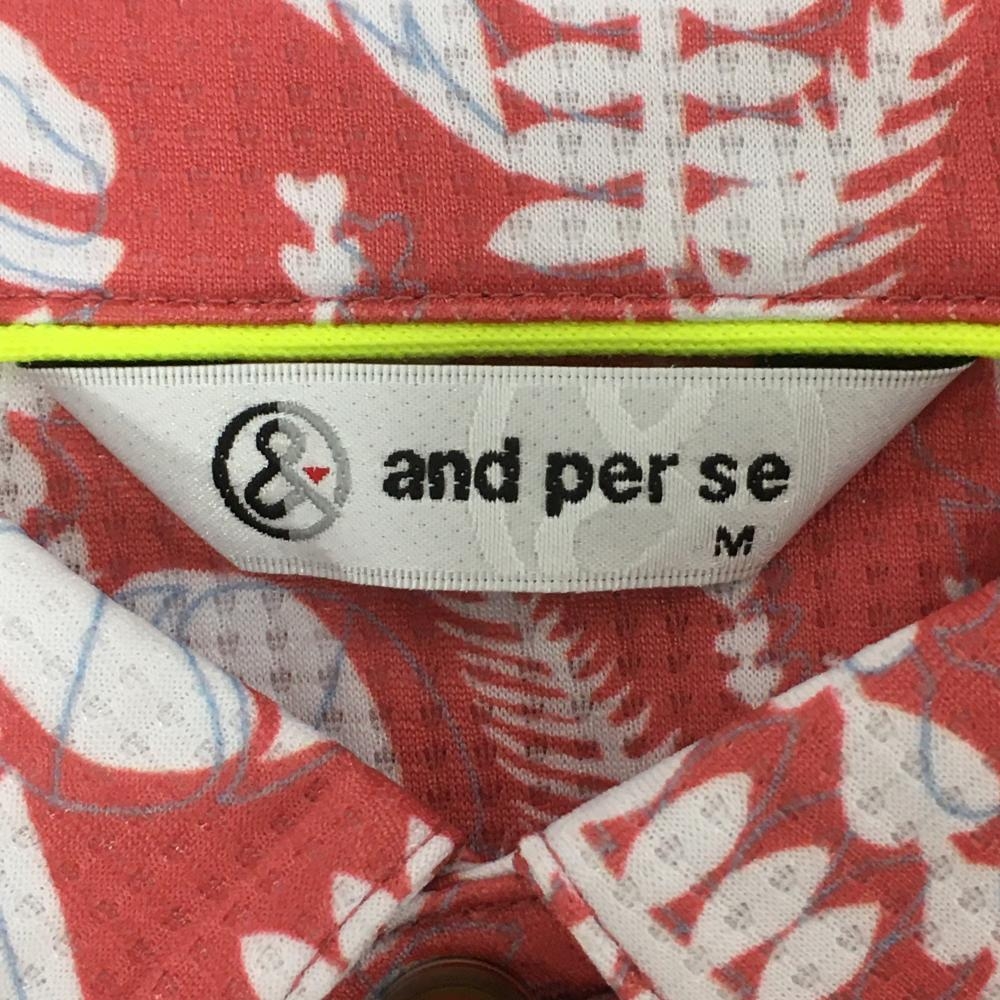 & and per se
M